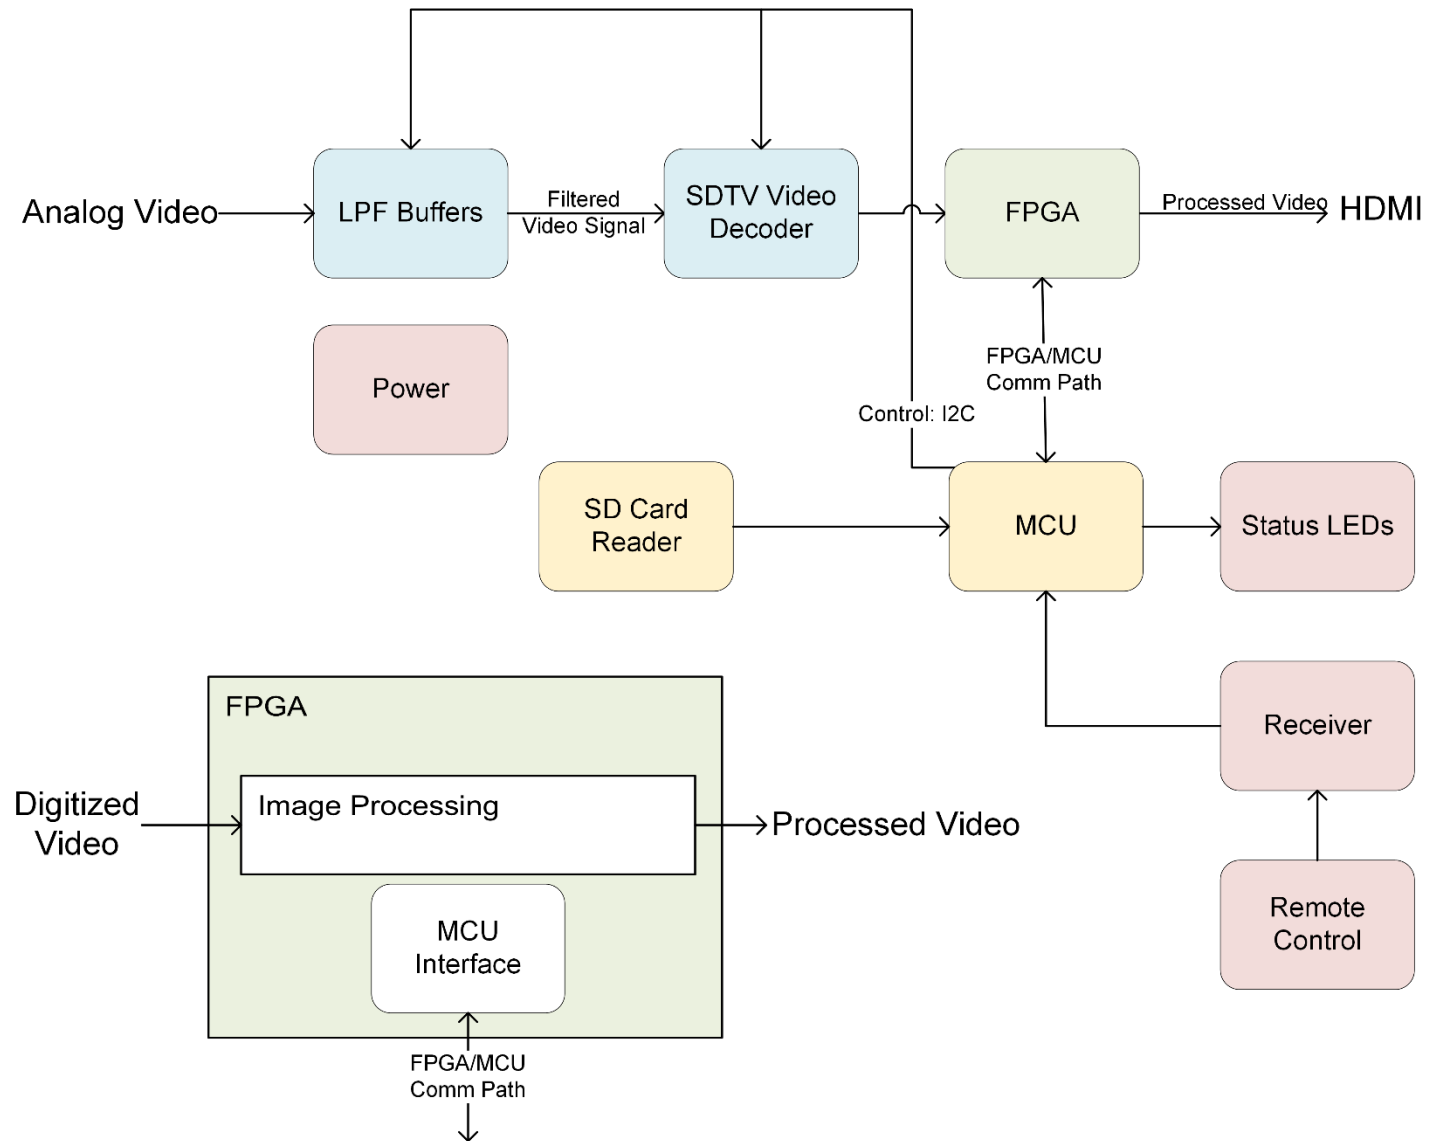 Analog Video
LPF Buffers
Filtered
Video Signal
SDTV Video
Decoder
FPGA
Processed Video
HDMI
Power
FPGA/MCU
Comm Path
Control: I2C
SD Card
Reader
MCU
Status LEDs
Receiver
Remote
Control
FPGA
Digitized
Video
Image Processing
Processed Video
MCU
Interface
FPGA/MCU
Comm Path